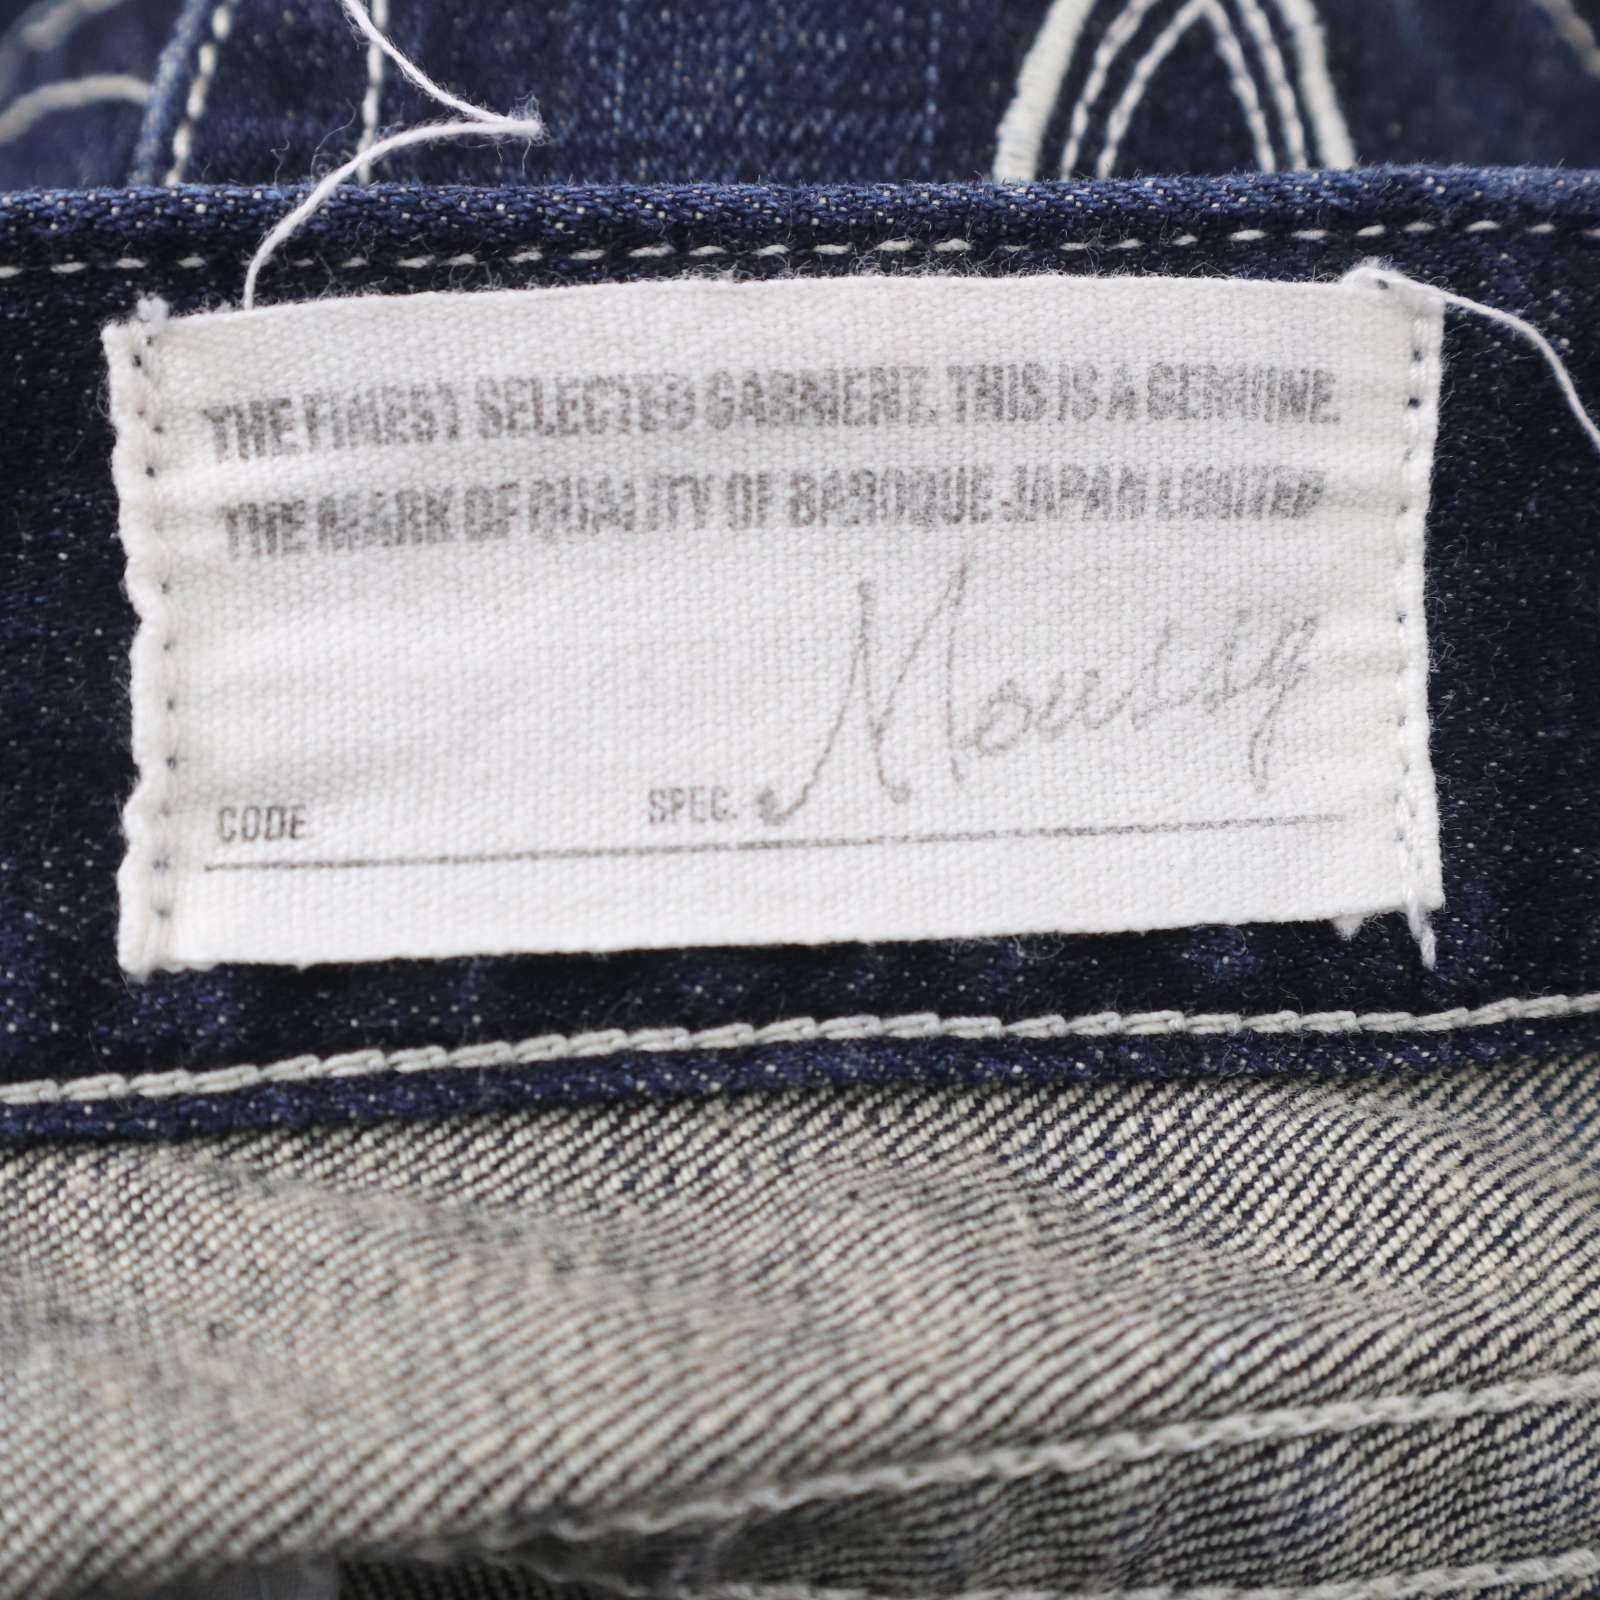 THE FINEST SELECTED GARMENT. THIS IS A GENUINE.
THE MARK OF QUALITY OF BAROQUE JAPAN LIMITED
Moussy
CODE SPEC.